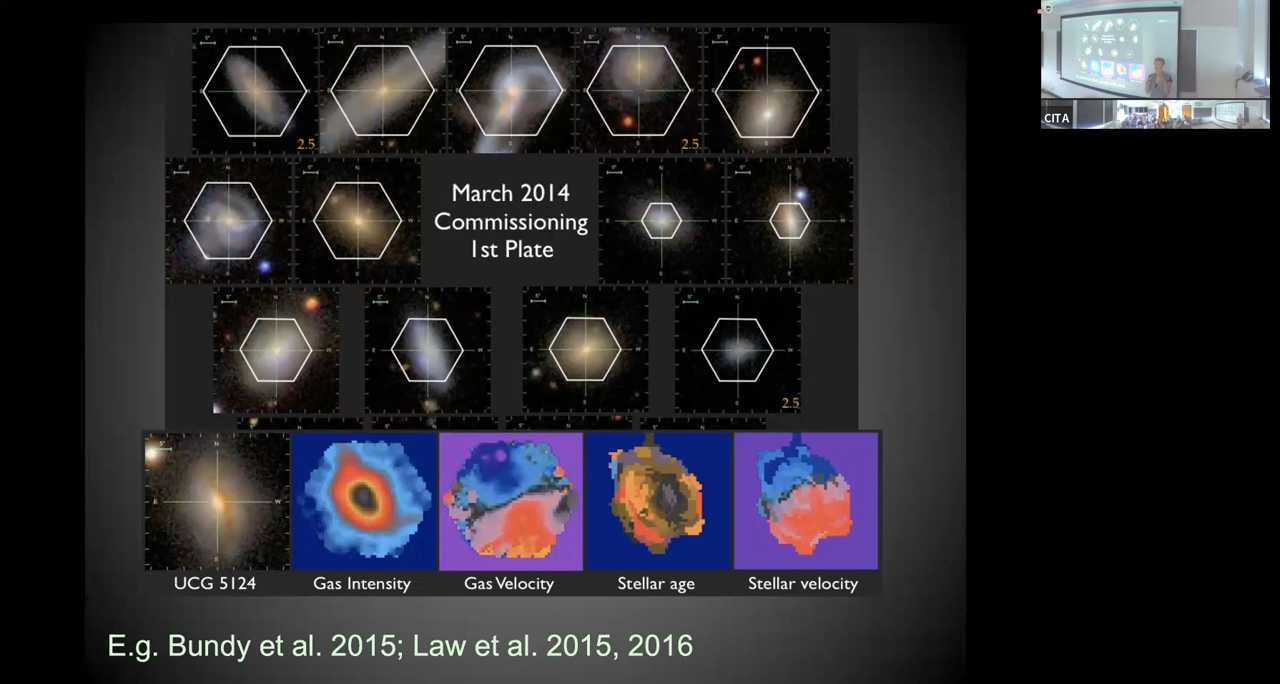 2.5
2.5
March 2014
Commissioning
1st Plate
2.5
UCG 5124
Gas Intensity
Gas Velocity
Stellar age
Stellar velocity
E.g. Bundy et al. 2015; Law et al. 2015, 2016
CITA